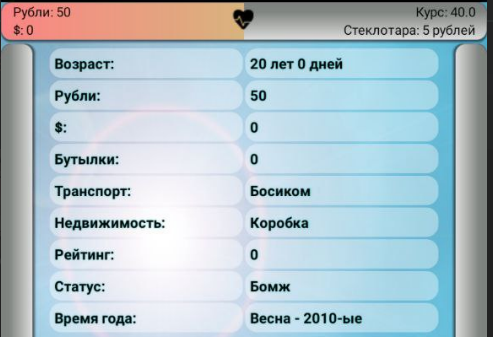 Рубли: 50 Курс: 40.0
$: 0 Стеклотара: 5 рублей
Возраст: 20 лет 0 дней
Рубли: 50
$: 0
Бутылки: 0
Транспорт: Босиком
Недвижимость: Коробка
Рейтинг: 0
Статус: Бомж
Время года: Весна - 2010-ые